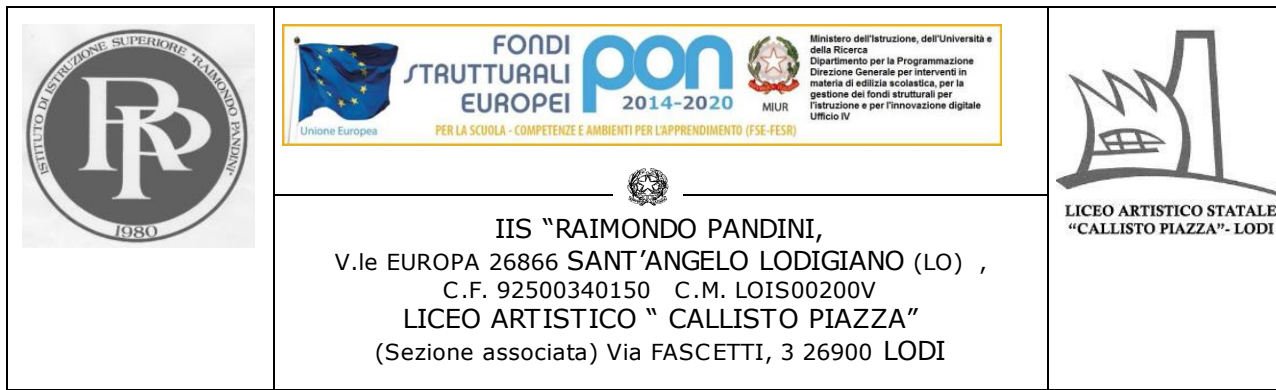 ISTITUTO DI ISTRUZIONE SUPERIORE "RAIMONDO PANDINI"
RP
1980
Unione Europea
FONDI
STRUTTURALI
EUROPEI
pon
2014-2020
MIUR
Ministero dell'Istruzione, dell'Università e
della Ricerca
Dipartimento per la Programmazione
Direzione Generale per interventi in
materia di edilizia scolastica, per la
gestione dei fondi strutturali per
l'istruzione e per l'innovazione digitale
Ufficio IV
PER LA SCUOLA - COMPETENZE E AMBIENTI PER L'APPRENDIMENTO (FSE-FESR)
IIS “RAIMONDO PANDINI,
V.le EUROPA 26866 SANT’ANGELO LODIGIANO (LO) ,
C.F. 92500340150 C.M. LOIS00200V
LICEO ARTISTICO “ CALLISTO PIAZZA”
(Sezione associata) Via FASCETTI, 3 26900 LODI
LICEO ARTISTICO STATALE
“CALLISTO PIAZZA”- LODI